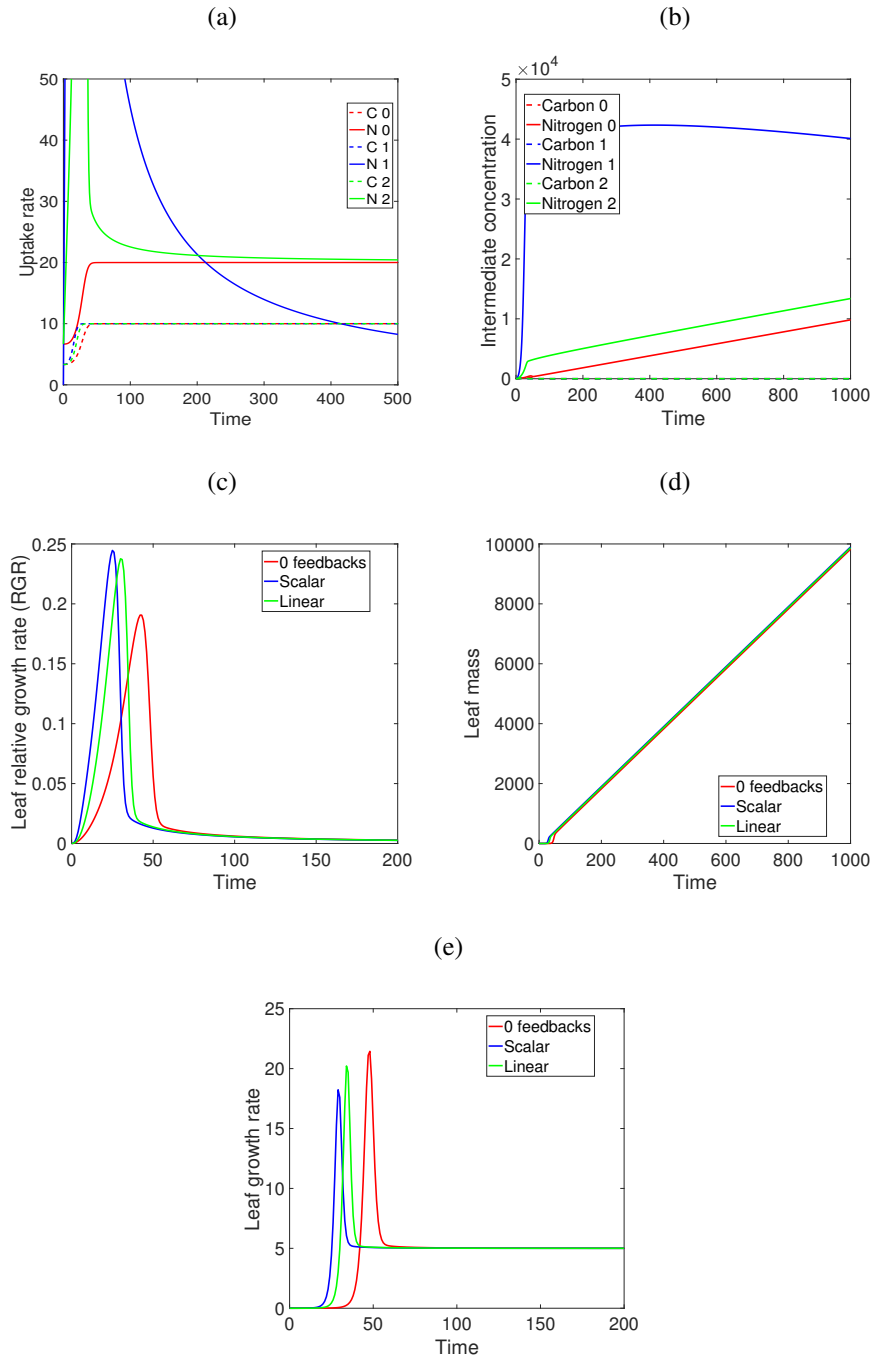 (a)
50
40
30
20
10
0
0
100
200
300
400
500
Uptake rate
Time
C 0
N 0
C 1
N 1
C 2
N 2
(b)
×10⁴
5
4
3
2
1
0
0
200
400
600
800
1000
Intermediate concentration
Time
Carbon 0
Nitrogen 0
Carbon 1
Nitrogen 1
Carbon 2
Nitrogen 2
(c)
0.25
0.2
0.15
0.1
0.05
0
0
50
100
150
200
Leaf relative growth rate (RGR)
Time
0 feedbacks
Scalar
Linear
(d)
10000
8000
6000
4000
2000
0
0
200
400
600
800
1000
Leaf mass
Time
0 feedbacks
Scalar
Linear
(e)
25
20
15
10
5
0
0
50
100
150
200
Leaf growth rate
Time
0 feedbacks
Scalar
Linear